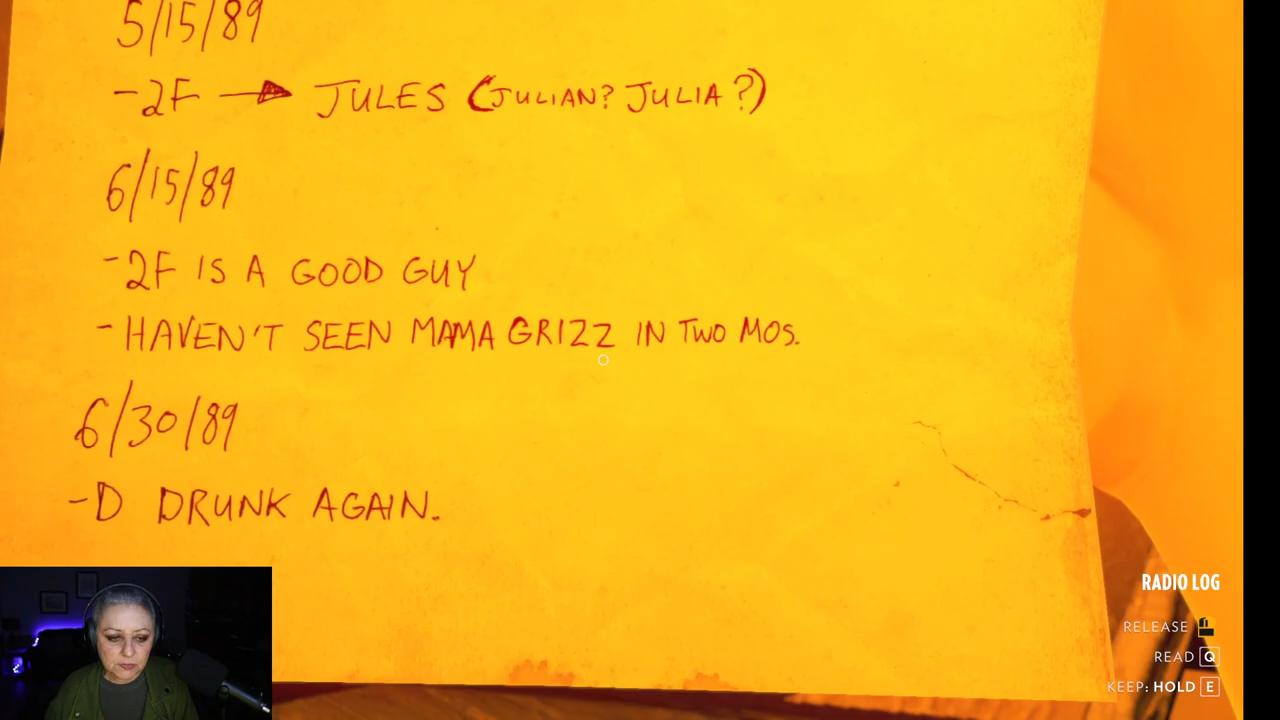 5/15/89
-2F → JULES (JULIAN? JULIA?)
6/15/89
-2F IS A GOOD GUY
-HAVEN'T SEEN MAMA GRIZZ IN TWO MOS.
6/30/89
-D DRUNK AGAIN.
RADIO LOG
RELEASE
READ Q
KEEP: HOLD E